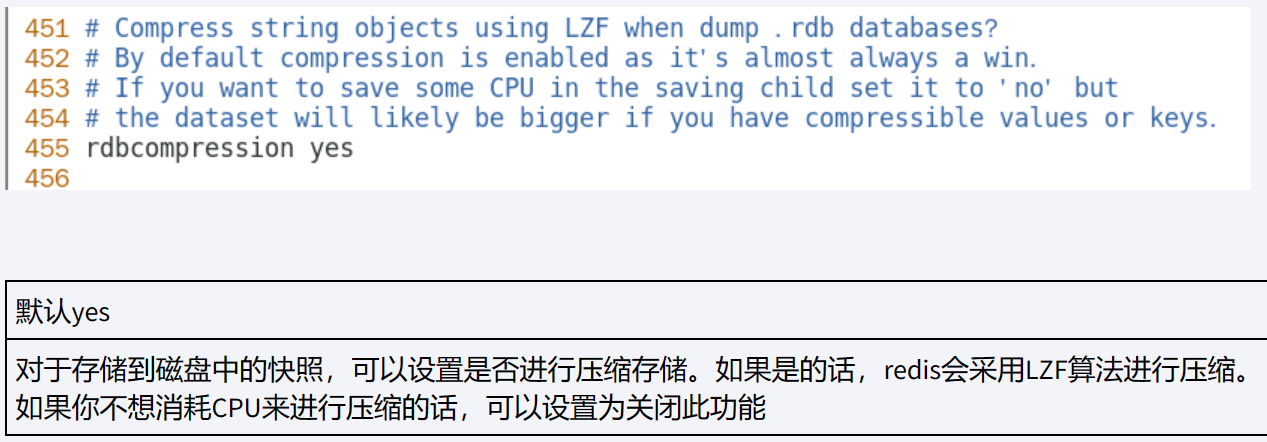 451 # Compress string objects using LZF when dump .rdb databases?
452 # By default compression is enabled as it's almost always a win.
453 # If you want to save some CPU in the saving child set it to 'no' but
454 # the dataset will likely be bigger if you have compressible values or keys.
455 rdbcompression yes
456
默认yes
对于存储到磁盘中的快照，可以设置是否进行压缩存储。如果是的话，redis会采用LZF算法进行压缩。
如果你不想消耗CPU来进行压缩的话，可以设置为关闭此功能